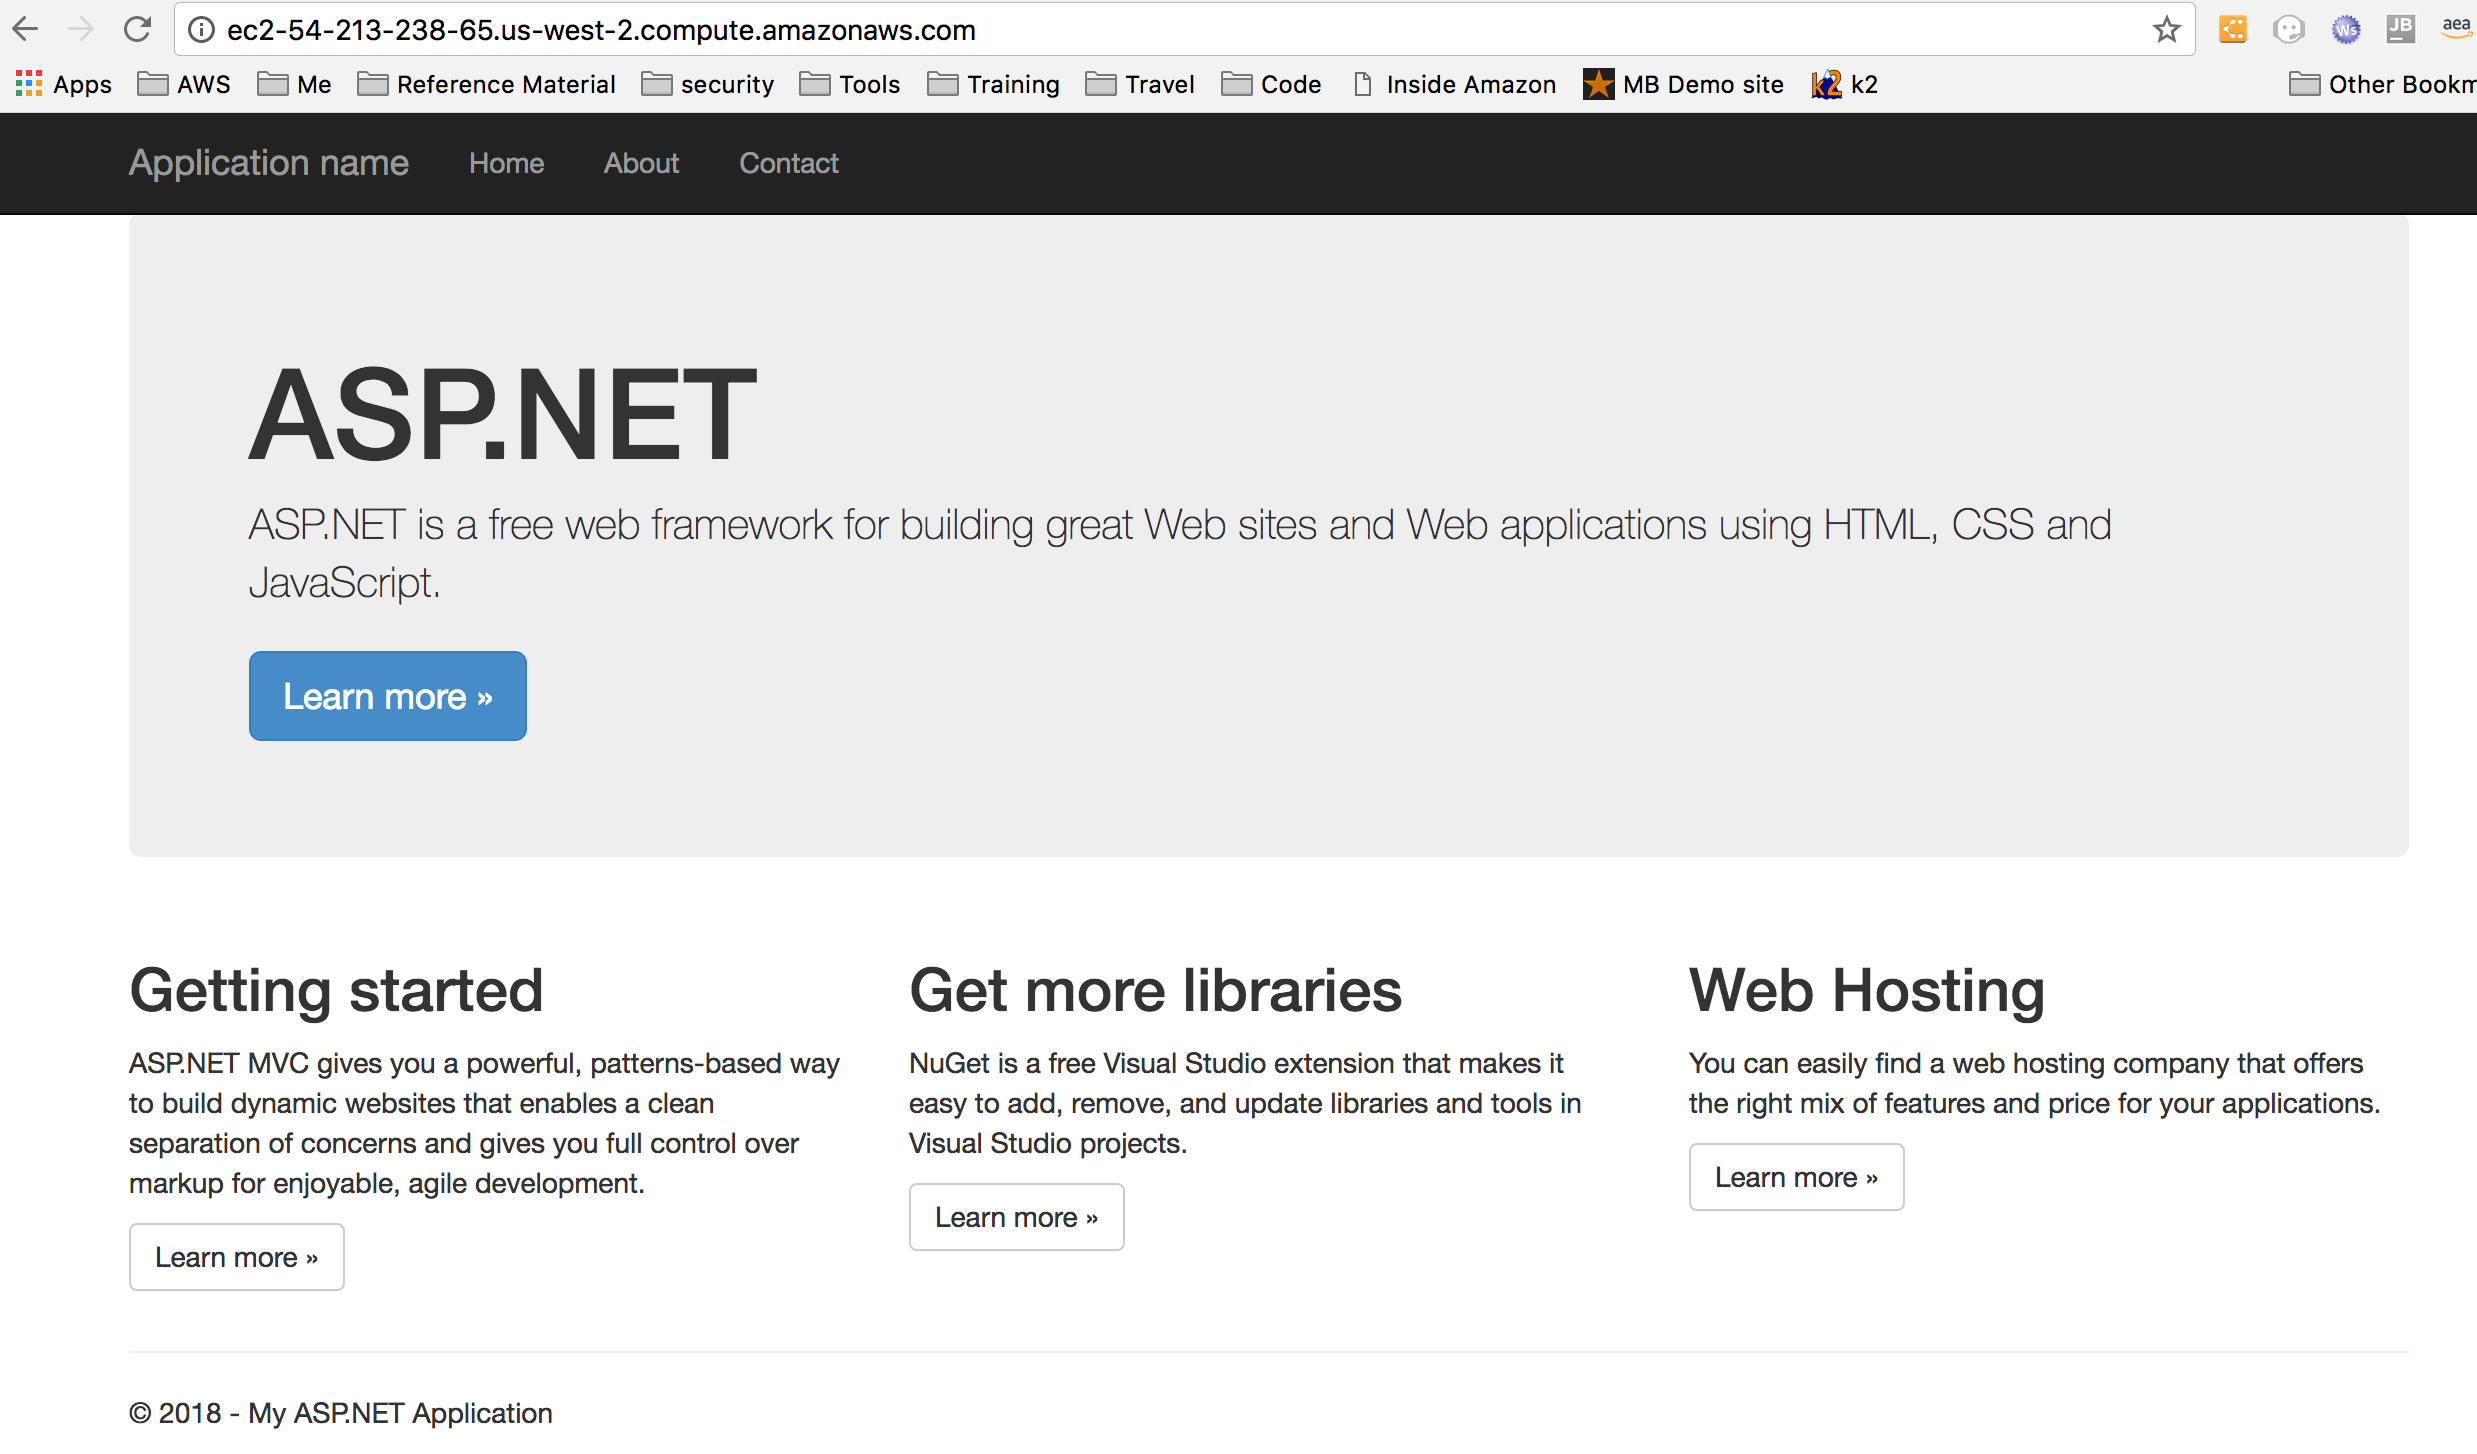 ec2-54-213-238-65.us-west-2.compute.amazonaws.com
Ws
JB
aea
Apps AWS Me Reference Material security Tools Training Travel Code Inside Amazon MB Demo site k2 k2 Other Bookm
Application name Home About Contact
ASP.NET
ASP.NET is a free web framework for building great Web sites and Web applications using HTML, CSS and
JavaScript.
Learn more »
Getting started
ASP.NET MVC gives you a powerful, patterns-based way
to build dynamic websites that enables a clean
separation of concerns and gives you full control over
markup for enjoyable, agile development.
Learn more »
Get more libraries
NuGet is a free Visual Studio extension that makes it
easy to add, remove, and update libraries and tools in
Visual Studio projects.
Learn more »
Web Hosting
You can easily find a web hosting company that offers
the right mix of features and price for your applications.
Learn more »
© 2018 - My ASP.NET Application